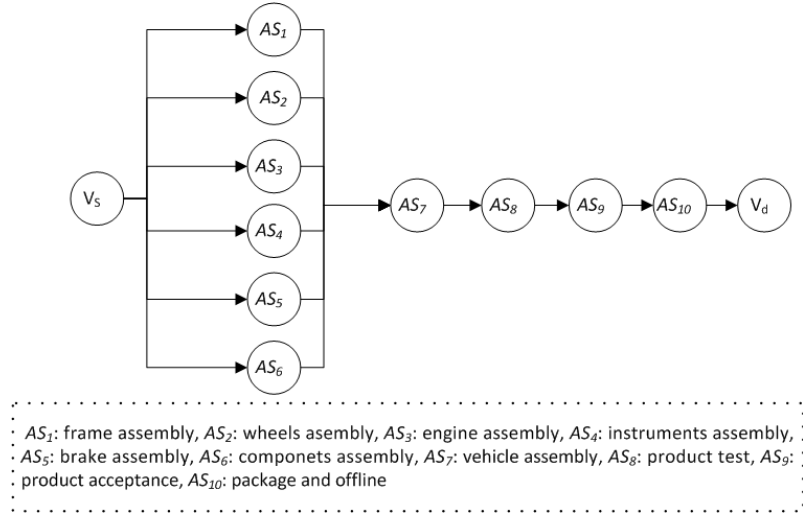 AS₁
AS₂
AS₃
Vₛ
AS₄
AS₅
AS₆
AS₇
AS₈
AS₉
AS₁₀
V_d
AS₁: frame assembly, AS₂: wheels asembly, AS₃: engine assembly, AS₄: instruments assembly,
AS₅: brake assembly, AS₆: componets assembly, AS₇: vehicle assembly, AS₈: product test, AS₉:
product acceptance, AS₁₀: package and offline